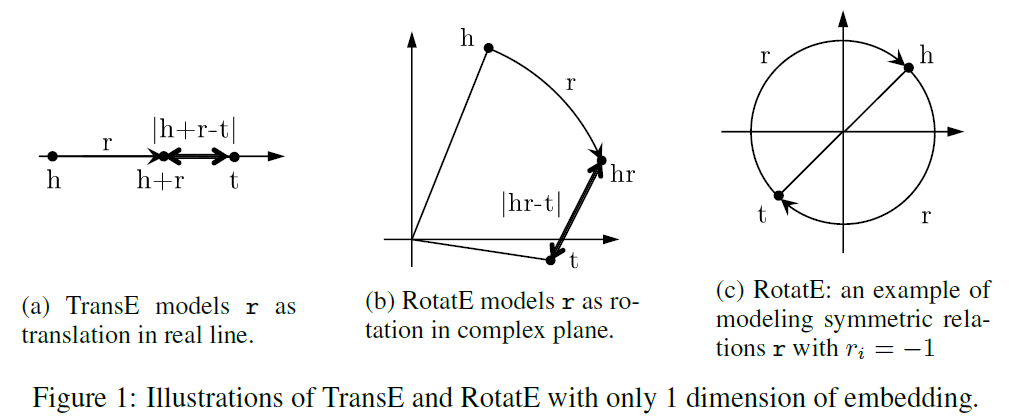 h
r
|h+r-t|
h+r
t
(a) TransE models r as
translation in real line.
h
r
hr
|hr-t|
t
(b) RotatE models r as ro-
tation in complex plane.
r
h
t
r
(c) RotatE: an example of
modeling symmetric rela-
tions r with rᵢ = −1
Figure 1: Illustrations of TransE and RotatE with only 1 dimension of embedding.